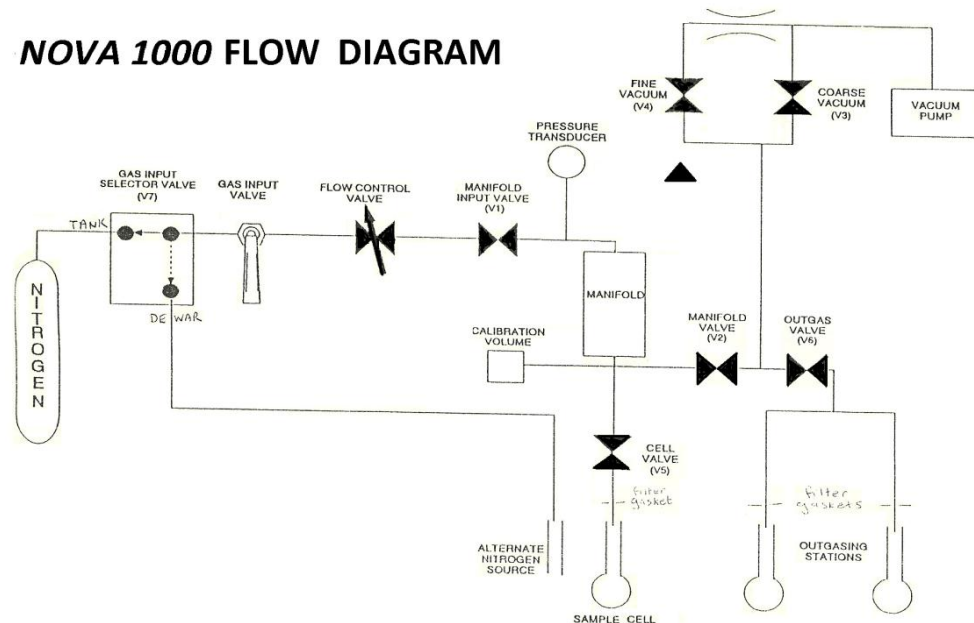 NOVA 1000 FLOW DIAGRAM
FINE
VACUUM
(V4)
COARSE
VACUUM
(V3)
VACUUM
PUMP
PRESSURE
TRANSDUCER
GAS INPUT
SELECTOR VALVE
(V7)
GAS INPUT
VALVE
FLOW CONTROL
VALVE
MANIFOLD
INPUT VALVE
(V1)
TANK
NITROGEN
DEWAR
MANIFOLD
CALIBRATION
VOLUME
MANIFOLD
VALVE
(V2)
OUTGAS
VALVE
(V6)
CELL
VALVE
(V5)
filter
gasket
filter
gaskets
ALTERNATE
NITROGEN
SOURCE
OUTGASING
STATIONS
SAMPLE CELL